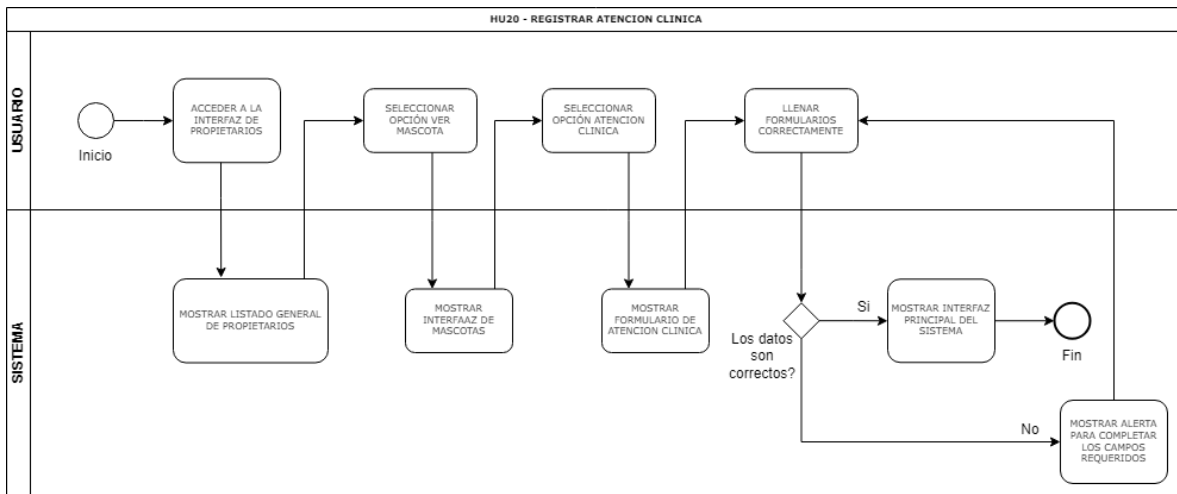 HU20 - REGISTRAR ATENCION CLINICA
USUARIO
Inicio
ACCEDER A LA
INTERFAZ DE
PROPIETARIOS
SELECCIONAR
OPCIÓN VER
MASCOTA
SELECCIONAR
OPCIÓN ATENCION
CLINICA
LLENAR
FORMULARIOS
CORRECTAMENTE
SISTEMA
MOSTRAR LISTADO GENERAL
DE PROPIETARIOS
MOSTRAR
INTERFAAZ DE
MASCOTAS
MOSTRAR
FORMULARIO DE
ATENCION CLINICA
Los datos
son
correctos?
Si
MOSTRAR INTERFAZ
PRINCIPAL DEL
SISTEMA
Fin
No
MOSTRAR ALERTA
PARA COMPLETAR
LOS CAMPOS
REQUERIDOS